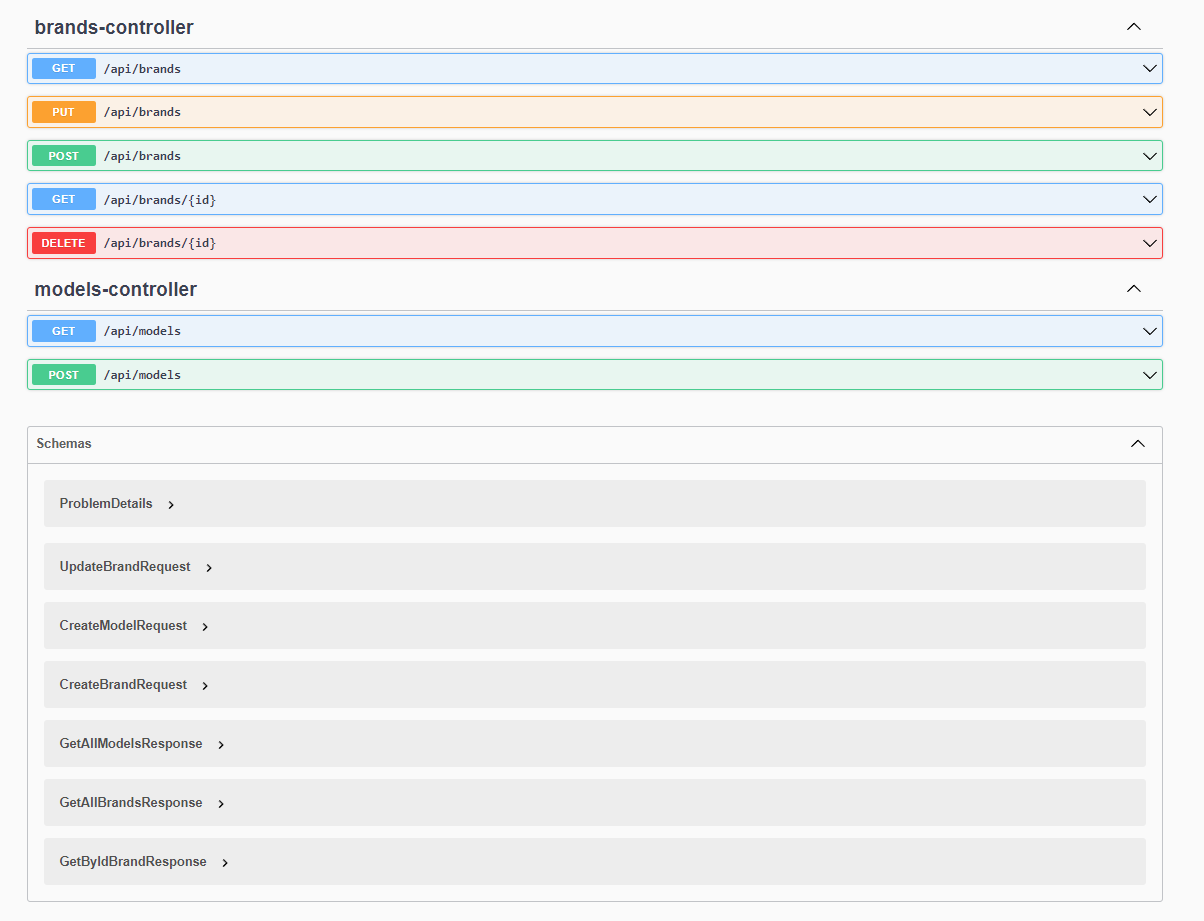 brands-controller
GET /api/brands
PUT /api/brands
POST /api/brands
GET /api/brands/{id}
DELETE /api/brands/{id}
models-controller
GET /api/models
POST /api/models
Schemas
ProblemDetails
UpdateBrandRequest
CreateModelRequest
CreateBrandRequest
GetAllModelsResponse
GetAllBrandsResponse
GetByIdBrandResponse